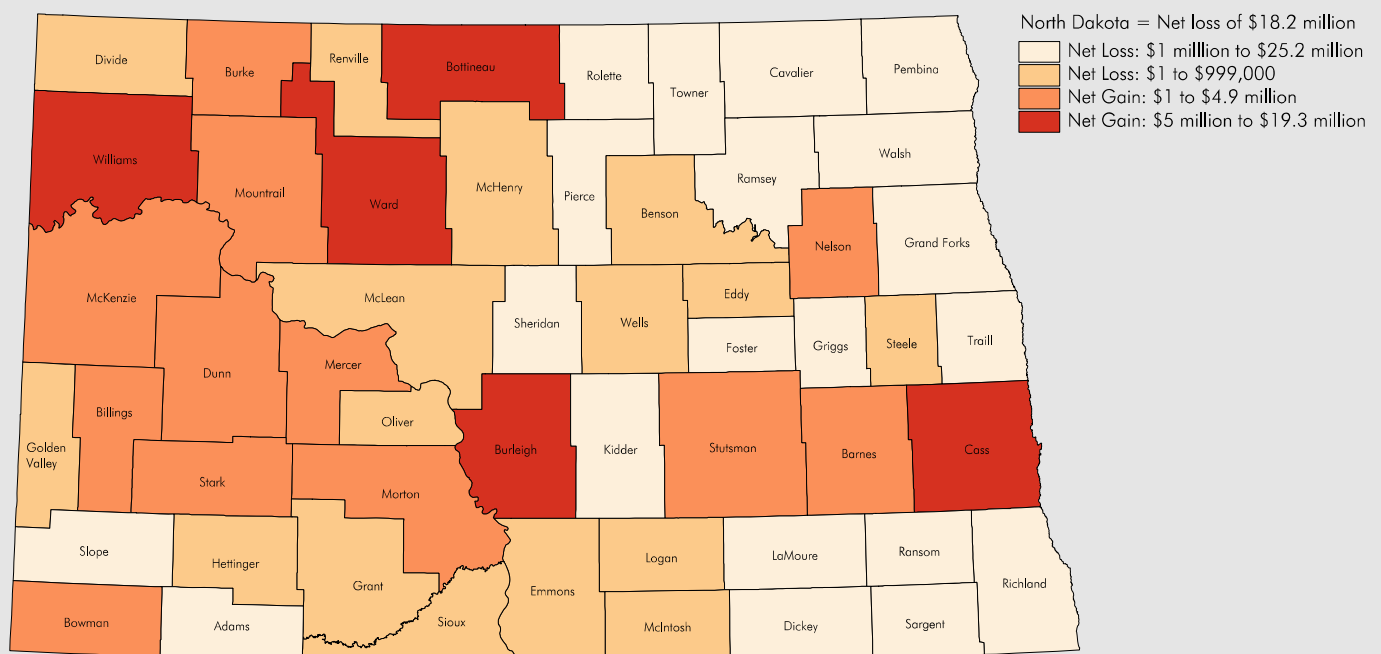 North Dakota = Net loss of $18.2 million
Net Loss: $1 milllion to $25.2 million
Net Loss: $1 to $999,000
Net Gain: $1 to $4.9 million
Net Gain: $5 million to $19.3 million
Divide
Burke
Renville
Bottineau
Rolette
Towner
Cavalier
Pembina
Williams
Mountrail
Ward
McHenry
Pierce
Benson
Ramsey
Walsh
Nelson
Grand Forks
McKenzie
McLean
Sheridan
Wells
Eddy
Foster
Griggs
Steele
Traill
Dunn
Mercer
Billings
Oliver
Golden
Valley
Burleigh
Kidder
Stutsman
Barnes
Cass
Stark
Morton
Slope
Hettinger
Grant
Emmons
Logan
LaMoure
Ransom
Richland
Bowman
Adams
Sioux
McIntosh
Dickey
Sargent